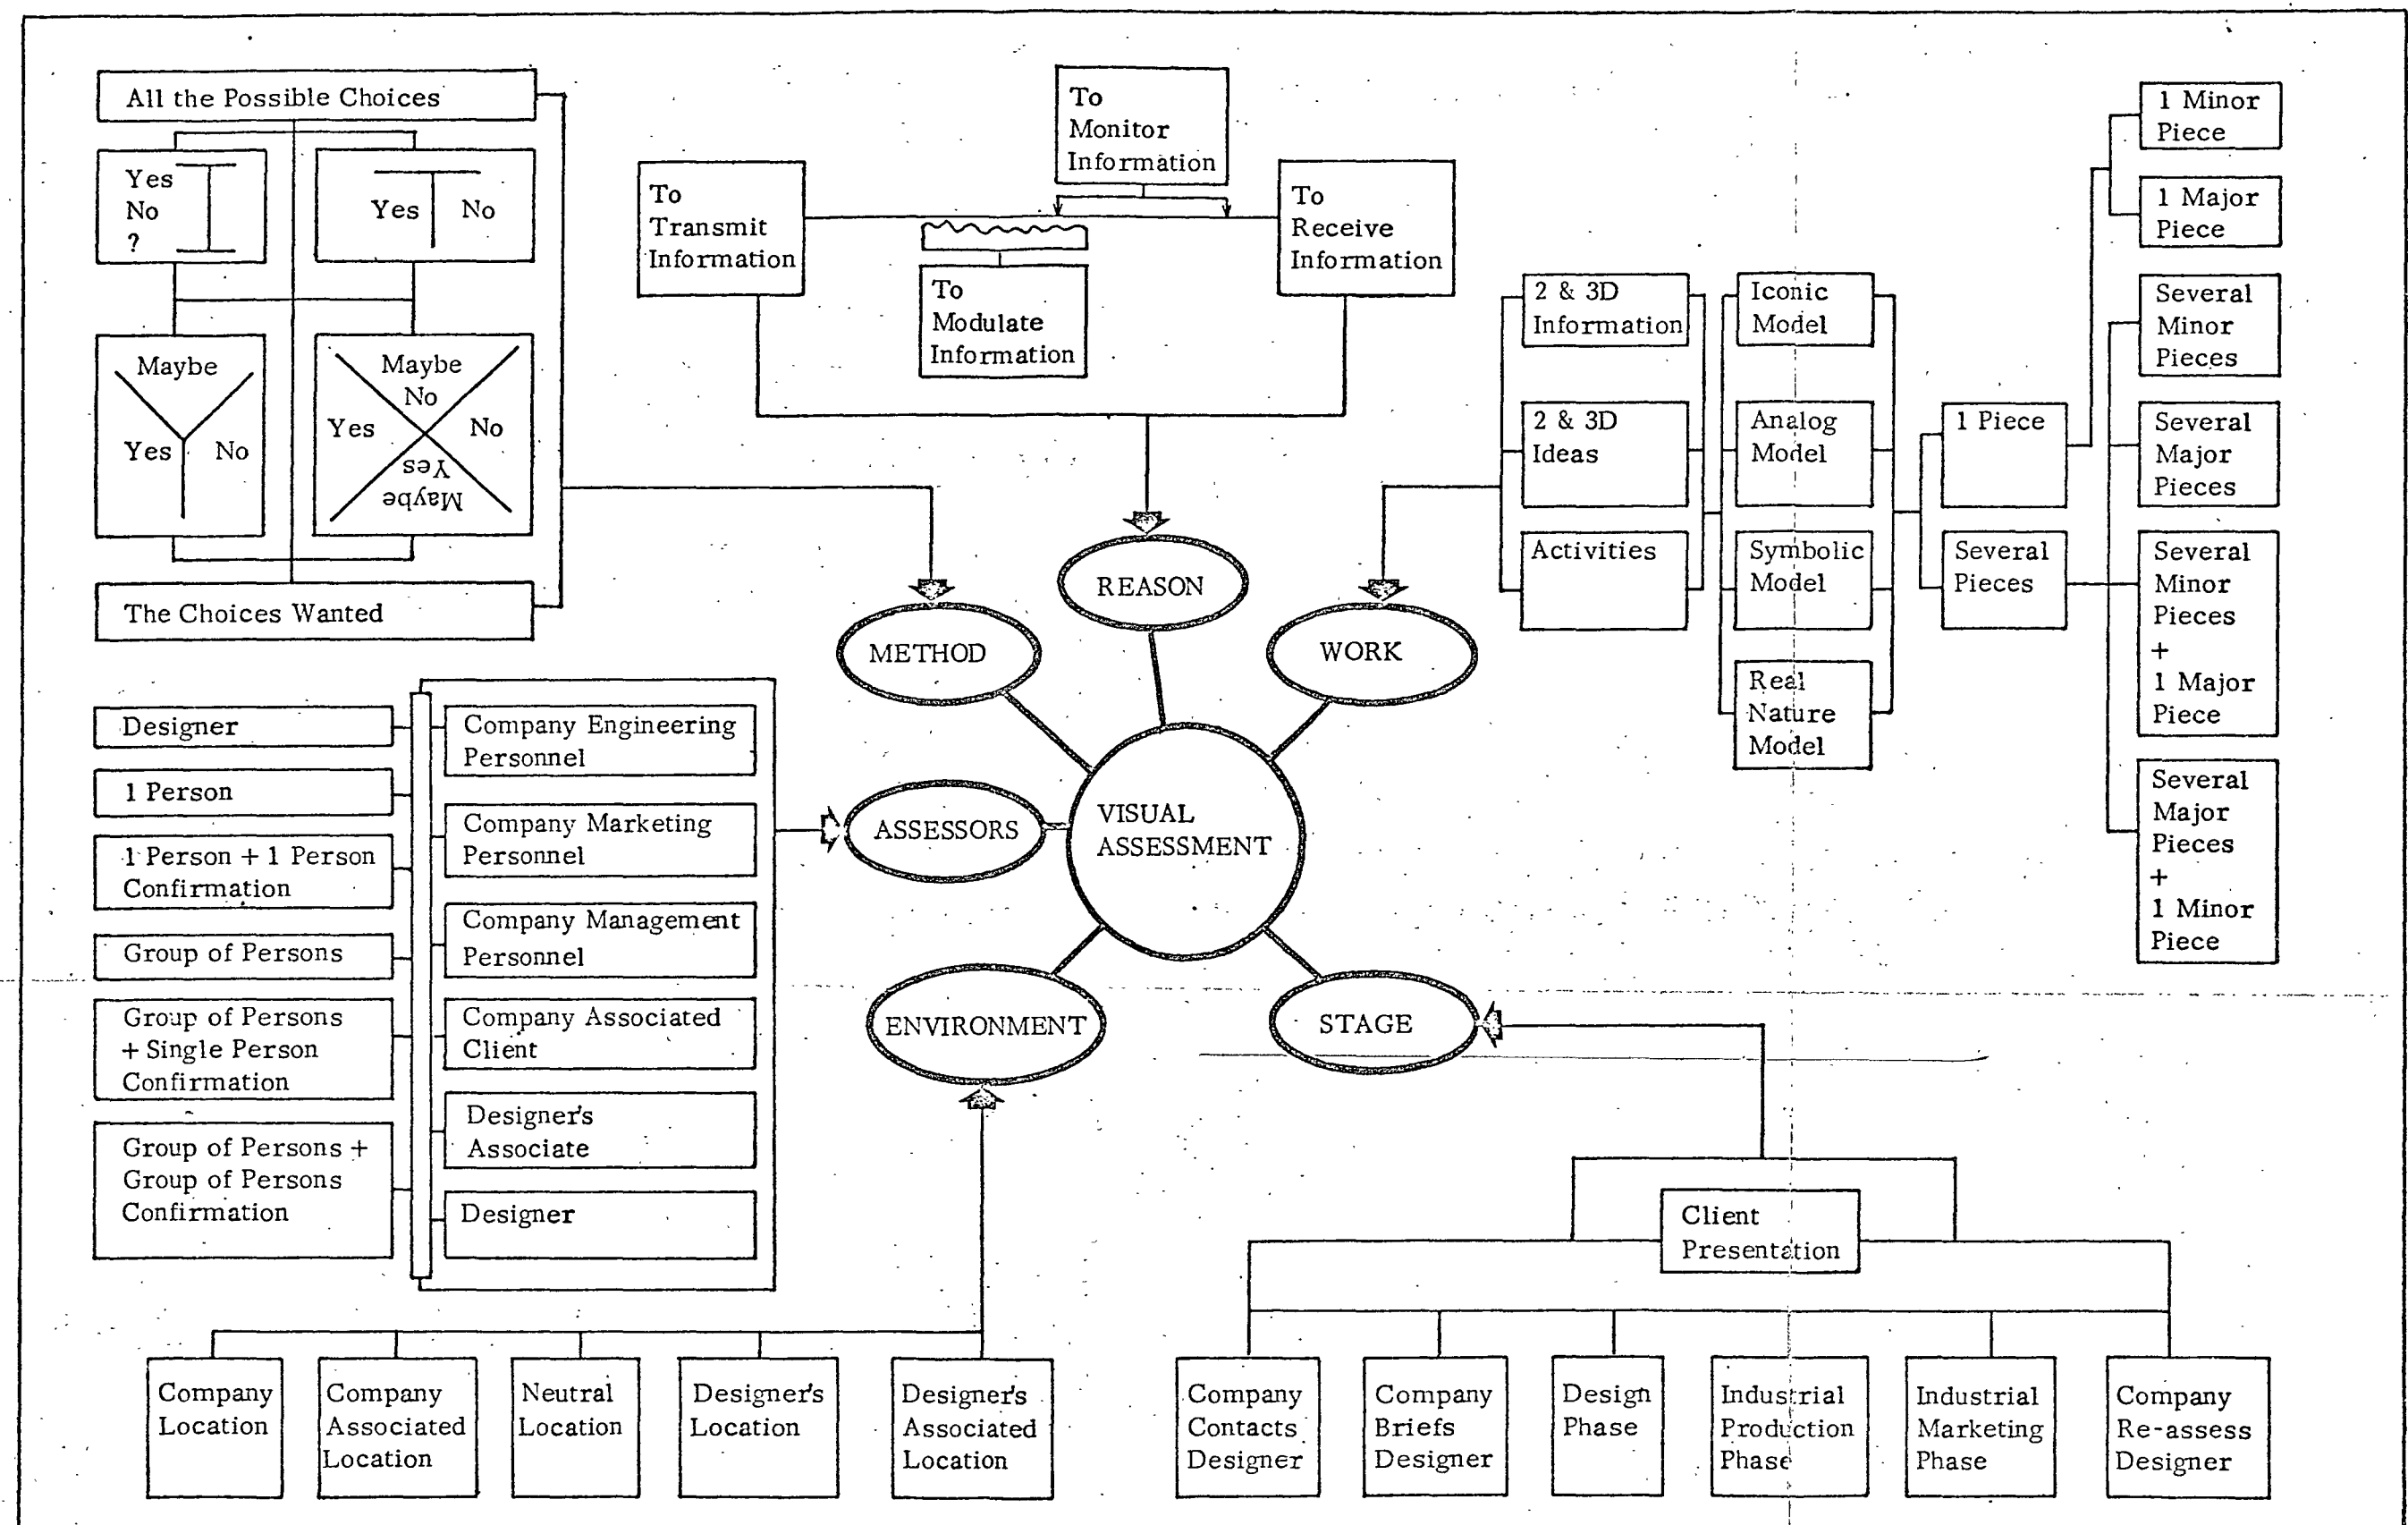 All the Possible Choices
Yes
No
?
Yes No
Maybe
Yes No
Maybe
No
Yes No
Yes
Maybe
The Choices Wanted
To
Transmit
Information
To
Monitor
Information
To
Modulate
Information
To
Receive
Information
2 & 3D
Information
2 & 3D
Ideas
Activities
Iconic
Model
Analog
Model
Symbolic
Model
Real
Nature
Model
1 Piece
Several
Pieces
1 Minor
Piece
1 Major
Piece
Several
Minor
Pieces
Several
Major
Pieces
Several
Minor
Pieces
+
1 Major
Piece
Several
Major
Pieces
+
1 Minor
Piece
METHOD
REASON
WORK
ASSESSORS
VISUAL
ASSESSMENT
ENVIRONMENT
STAGE
Designer
1 Person
1 Person + 1 Person
Confirmation
Group of Persons
Group of Persons
+ Single Person
Confirmation
Group of Persons +
Group of Persons
Confirmation
Company Engineering
Personnel
Company Marketing
Personnel
Company Management
Personnel
Company Associated
Client
Designer's
Associate
Designer
Client
Presentation
Company
Location
Company
Associated
Location
Neutral
Location
Designer's
Location
Designer's
Associated
Location
Company
Contacts
Designer
Company
Briefs
Designer
Design
Phase
Industrial
Production
Phase
Industrial
Marketing
Phase
Company
Re-assess
Designer